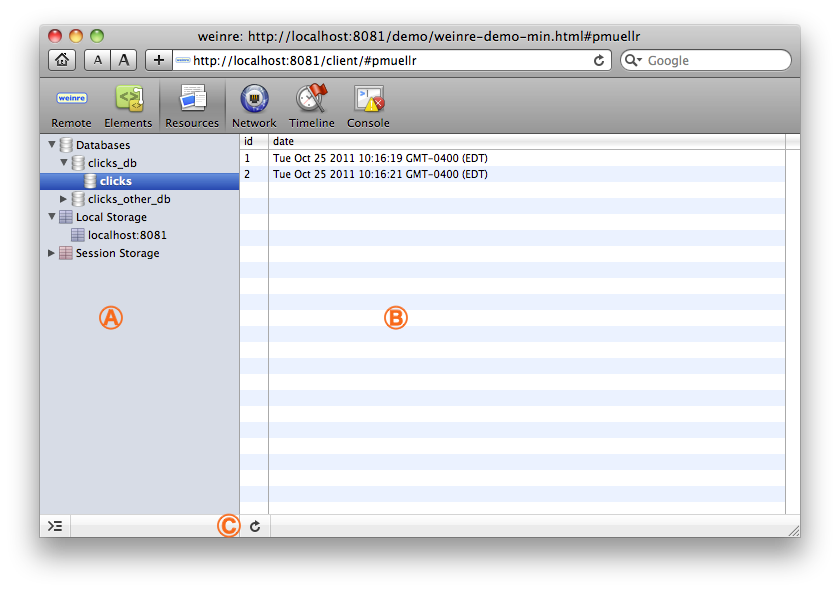 weinre: http://localhost:8081/demo/weinre-demo-min.html#pmuellr
A A + http://localhost:8081/client/#pmuellr Google
weinre
Remote Elements Resources Network Timeline Console
Databases
clicks_db
clicks
clicks_other_db
Local Storage
localhost:8081
Session Storage
id date
1 Tue Oct 25 2011 10:16:19 GMT-0400 (EDT)
2 Tue Oct 25 2011 10:16:21 GMT-0400 (EDT)
A B
C